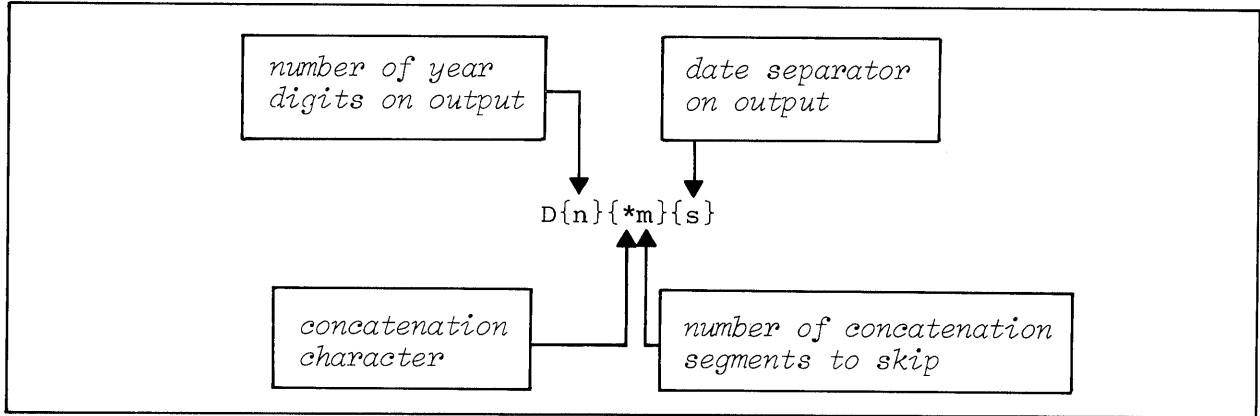 number of year
digits on output
date separator
on output
D{n}{*m}{s}
concatenation
character
number of concatenation
segments to skip